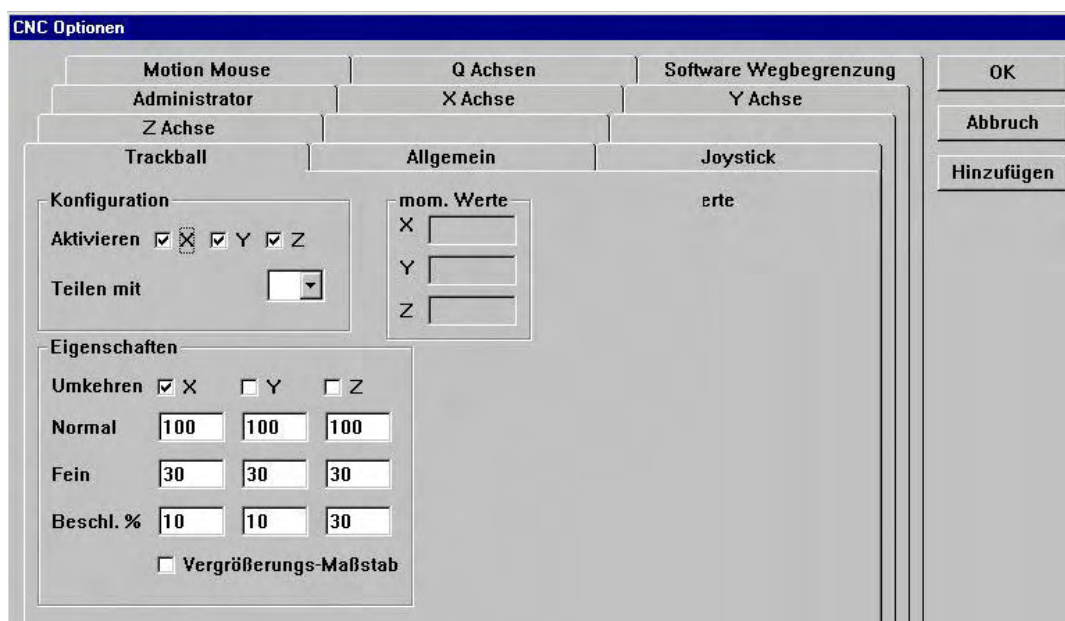 CNC Optionen
Motion Mouse Q Achsen Software Wegbegrenzung
Administrator X Achse Y Achse
Z Achse
Trackball Allgemein Joystick
OK
Abbruch
Hinzufügen
Konfiguration
Aktivieren X Y Z
Teilen mit
mom. Werte
X
Y
Z
erte
Eigenschaften
Umkehren X Y Z
Normal 100 100 100
Fein 30 30 30
Beschl. % 10 10 30
Vergrößerungs-Maßstab